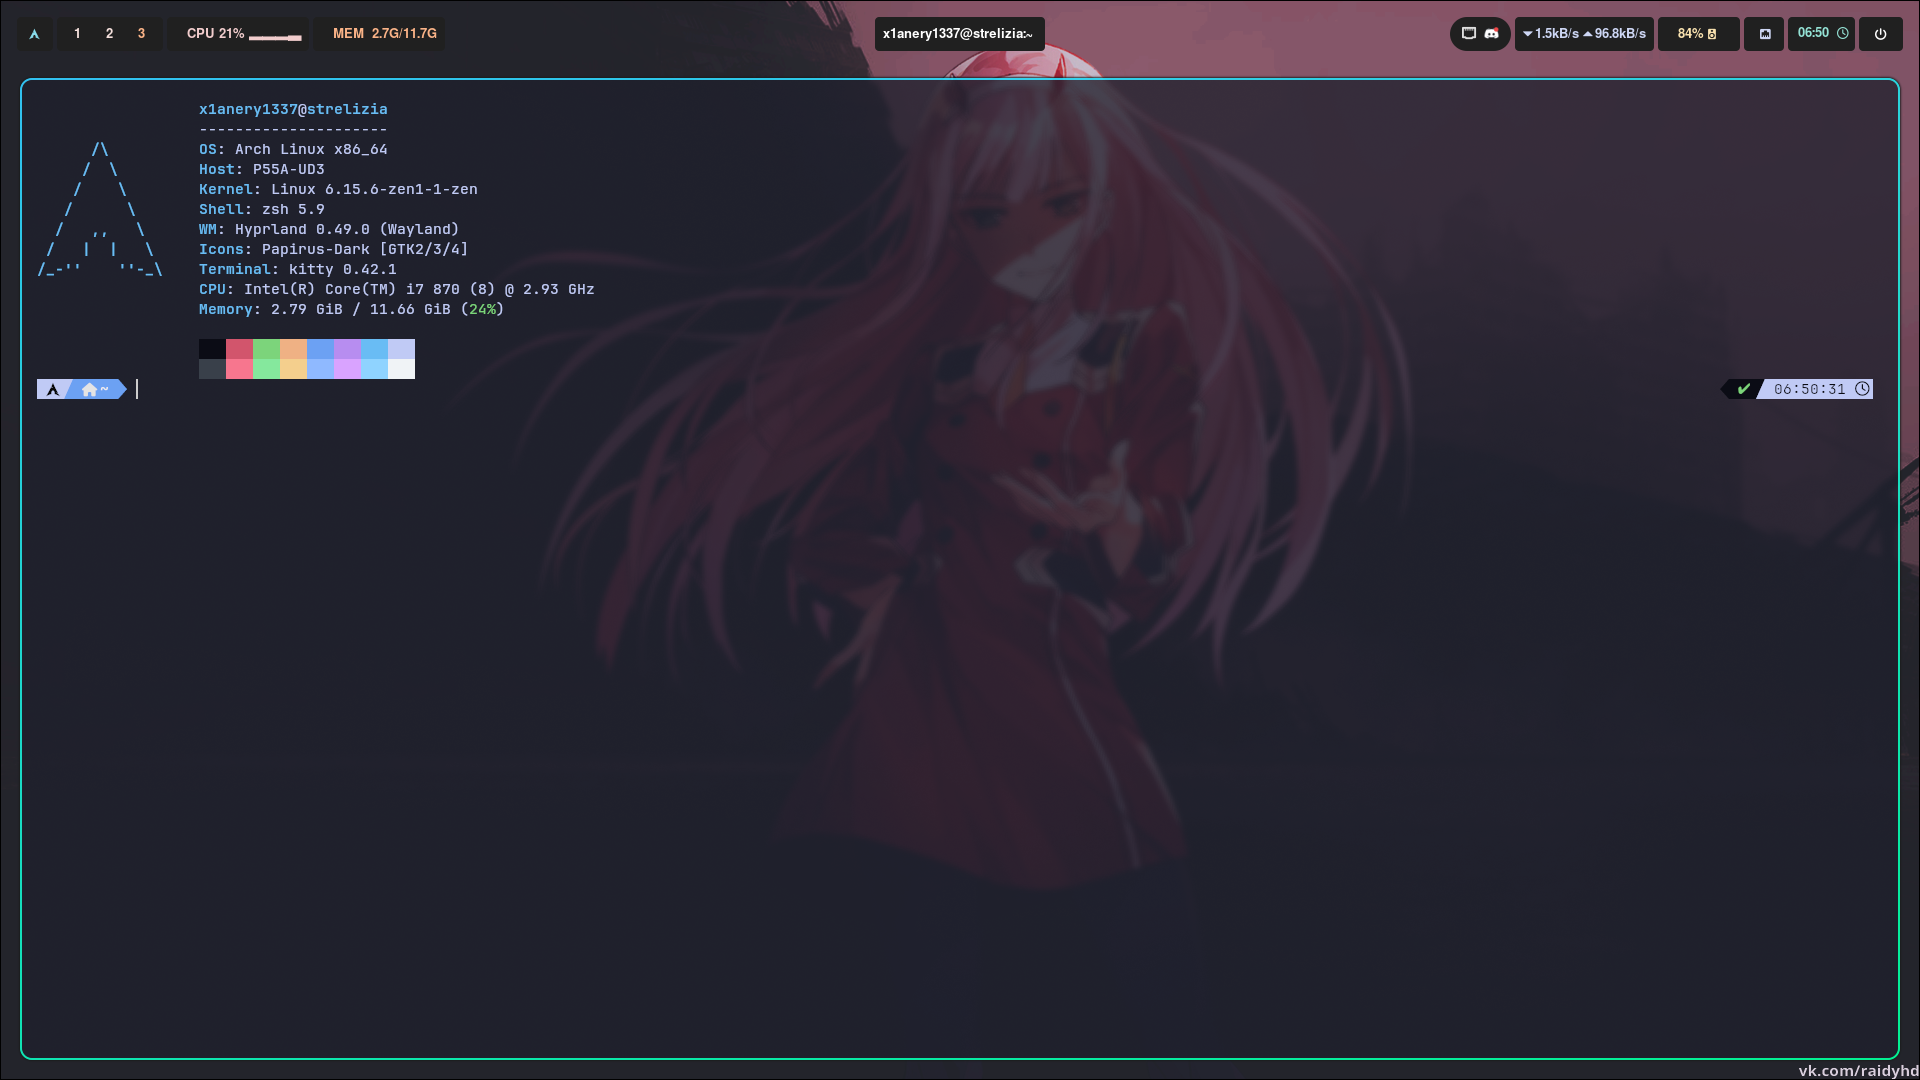 1 2 3 CPU 21% MEM 2.7G/11.7G x1anery1337@strelizia:~ 1.5kB/s 96.8kB/s 84% 06:50
x1anery1337@strelizia
---------------------
OS: Arch Linux x86_64
Host: P55A-UD3
Kernel: Linux 6.15.6-zen1-1-zen
Shell: zsh 5.9
WM: Hyprland 0.49.0 (Wayland)
Icons: Papirus-Dark [GTK2/3/4]
Terminal: kitty 0.42.1
CPU: Intel(R) Core(TM) i7 870 (8) @ 2.93 GHz
Memory: 2.79 GiB / 11.66 GiB (24%)
~ 06:50:31
vk.com/raidyhd